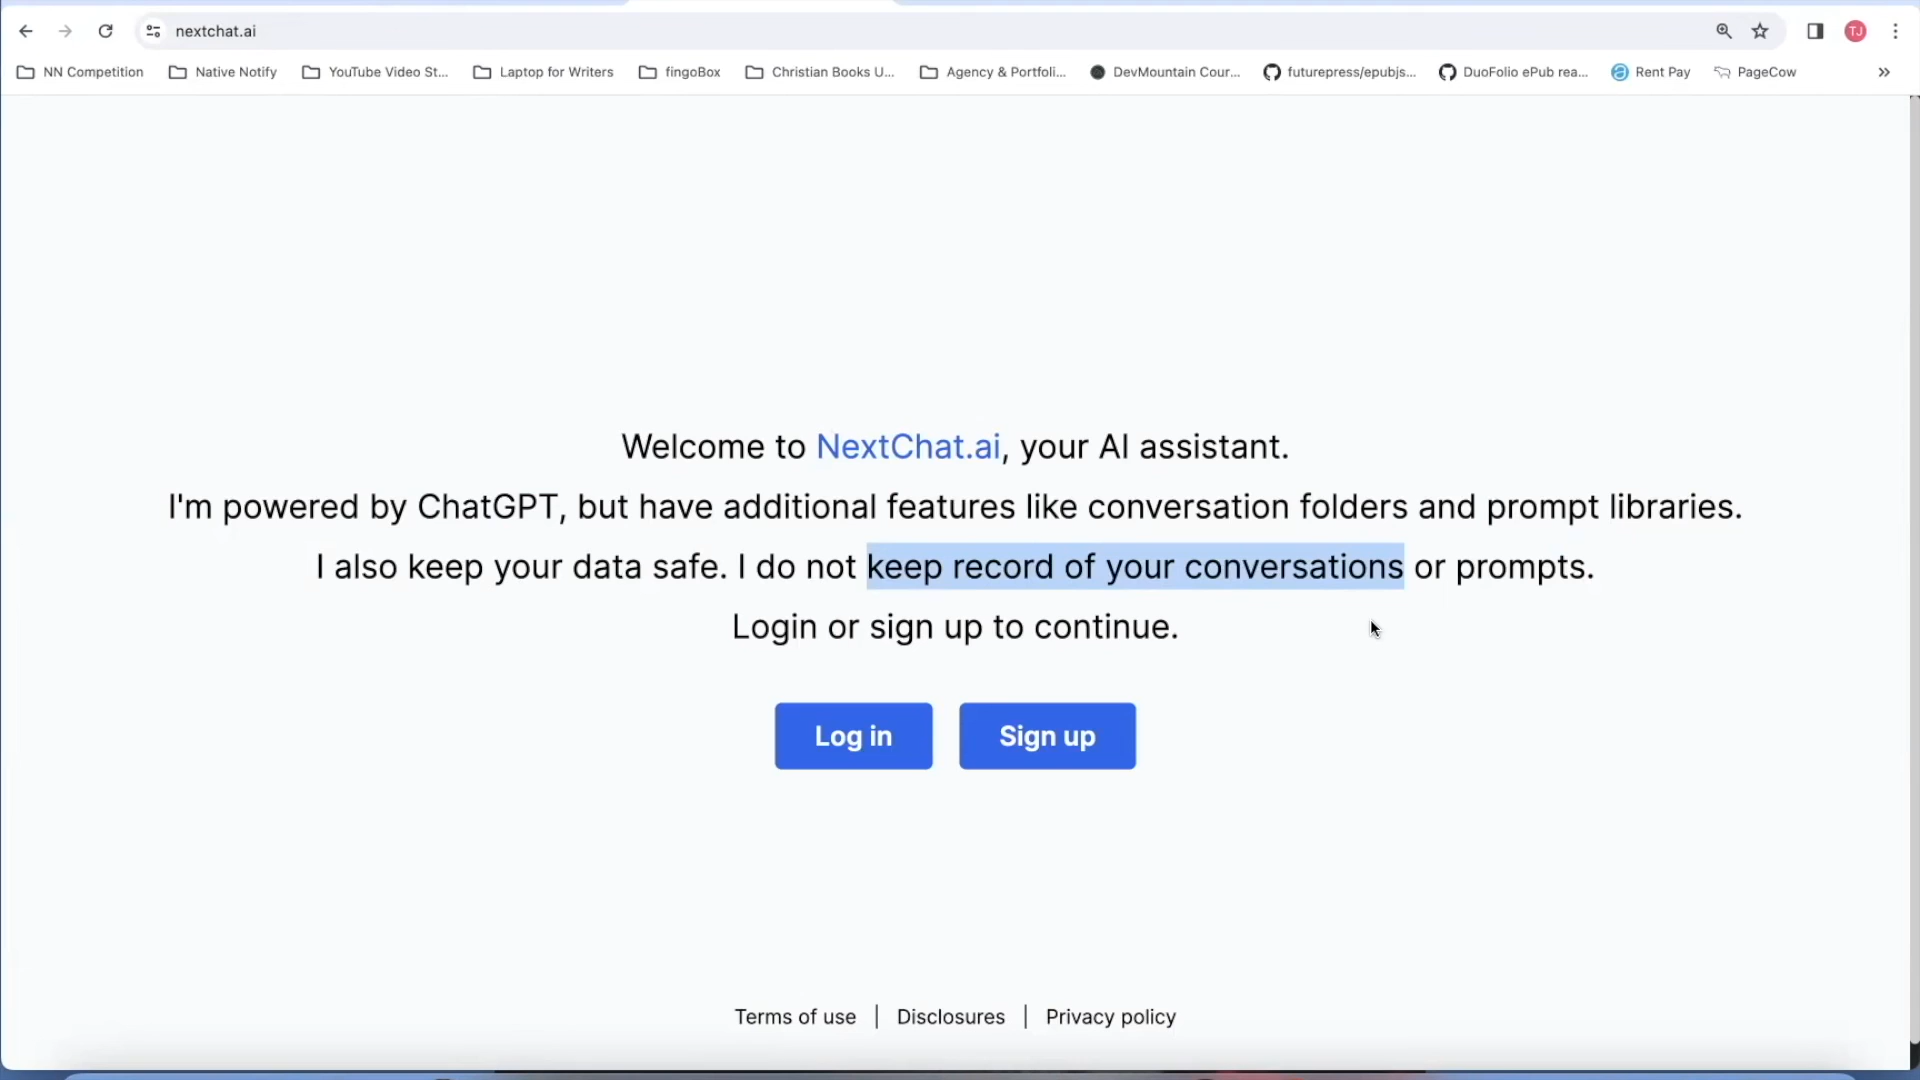 nextchat.ai
TJ
NN Competition
Native Notify
YouTube Video St...
Laptop for Writers
fingoBox
Christian Books U...
Agency & Portfoli...
DevMountain Cour...
futurepress/epubjs...
DuoFolio ePub rea...
Rent Pay
PageCow
Welcome to NextChat.ai, your AI assistant.
I'm powered by ChatGPT, but have additional features like conversation folders and prompt libraries.
I also keep your data safe. I do not keep record of your conversations or prompts.
Login or sign up to continue.
Log in
Sign up
Terms of use | Disclosures | Privacy policy